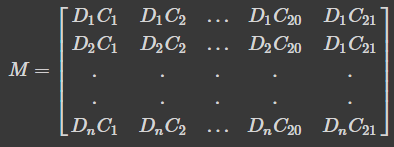 D₁C₁ D₁C₂ … D₁C₂₀ D₁C₂₁
D₂C₁ D₂C₂ … D₂C₂₀ D₁C₂₁
M = . . . . .
. . . . .
DₙC₁ DₙC₂ … DₙC₂₀ DₙC₂₁